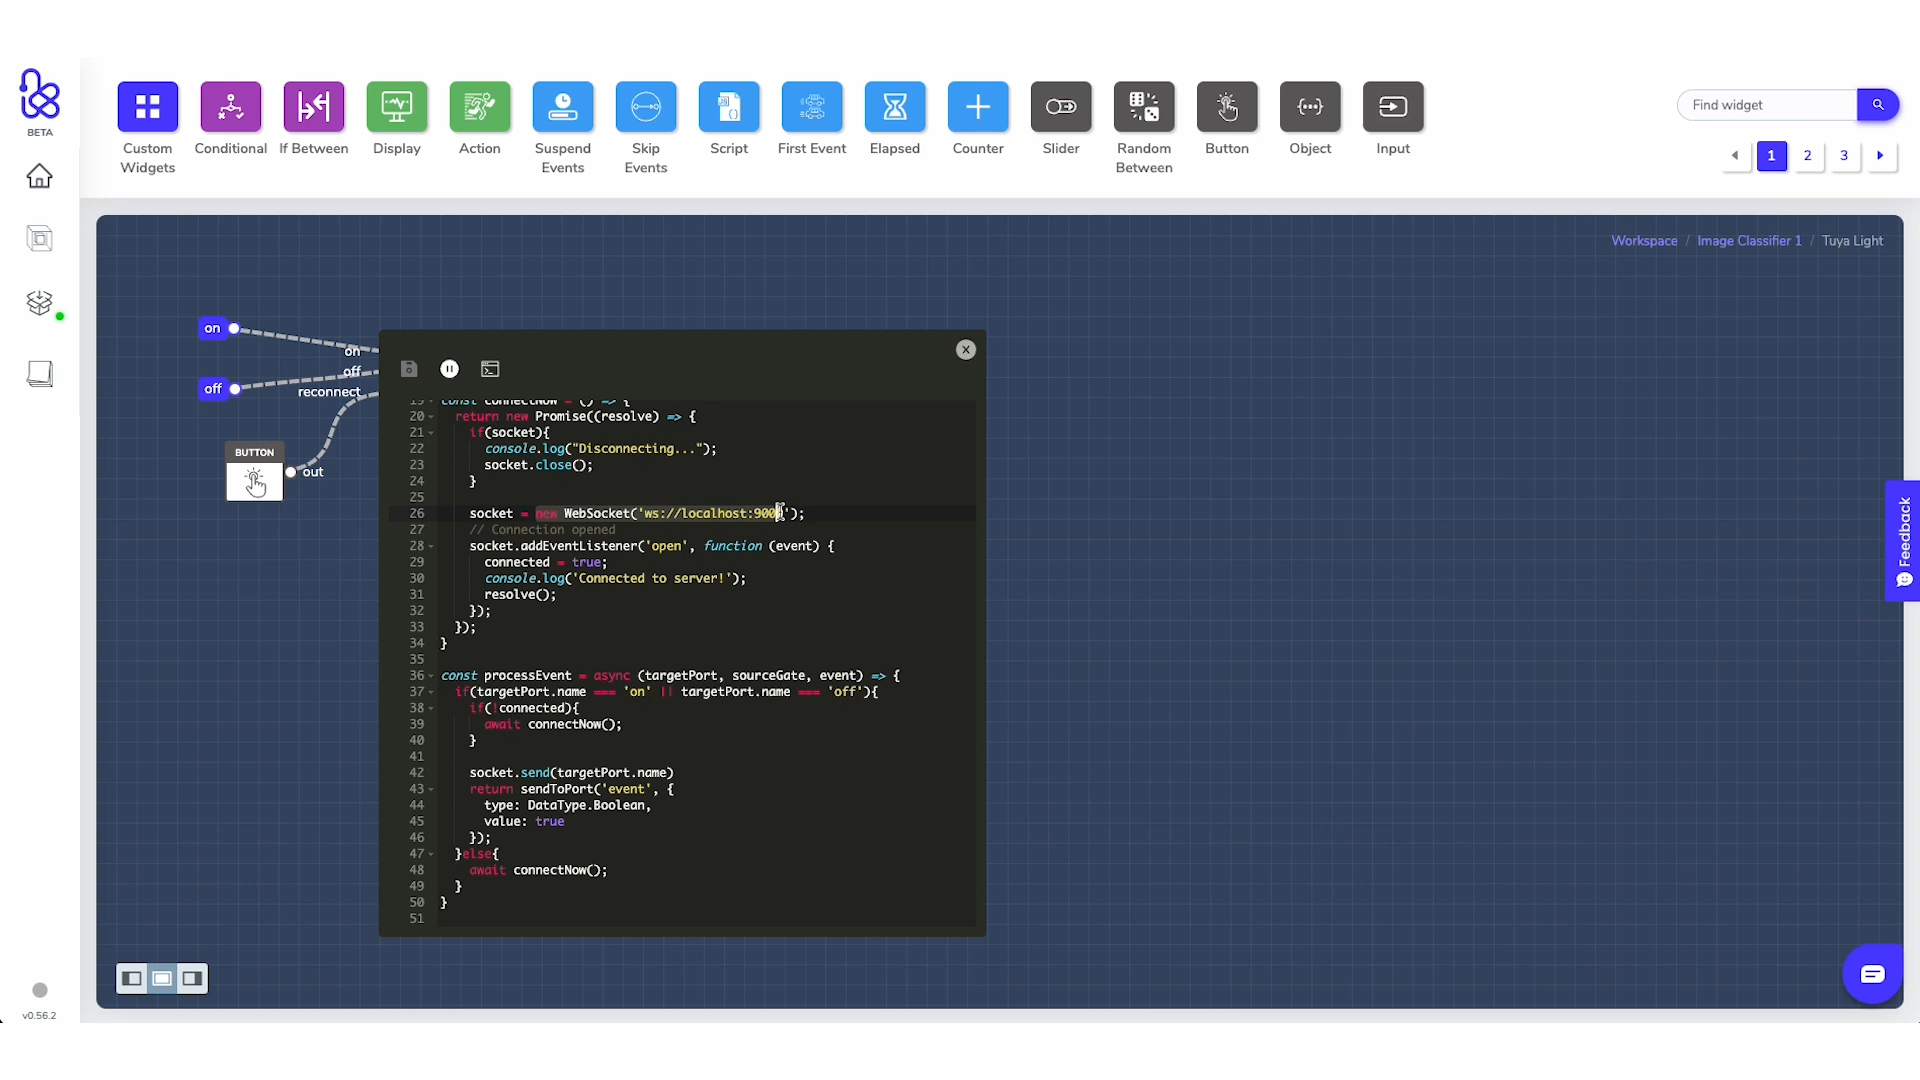 BETA
Custom Widgets
Conditional
If Between
Display
Action
Suspend Events
Skip Events
Script
First Event
Elapsed
Counter
Slider
Random Between
Button
Object
Input
Find widget
1 2 3
Workspace / Image Classifier 1 / Tuya Light
on
off
on
off
reconnect
BUTTON
out
19 const connectNow = () => {
20 return new Promise((resolve) => {
21 if(socket){
22 console.log("Disconnecting...");
23 socket.close();
24 }
25
26 socket = new WebSocket('ws://localhost:900
27 // Connection opened
28 socket.addEventListener('open', function (event) {
29 connected = true;
30 console.log('Connected to server!');
31 resolve();
32 });
33 });
34 }
35
36 const processEvent = async (targetPort, sourceGate, event) => {
37 if(targetPort.name === 'on' || targetPort.name === 'off'){
38 if(!connected){
39 await connectNow();
40 }
41
42 socket.send(targetPort.name)
43 return sendToPort('event', {
44 type: DataType.Boolean,
45 value: true
46 });
47 }else{
48 await connectNow();
49 }
50 }
51
Feedback
v0.56.2